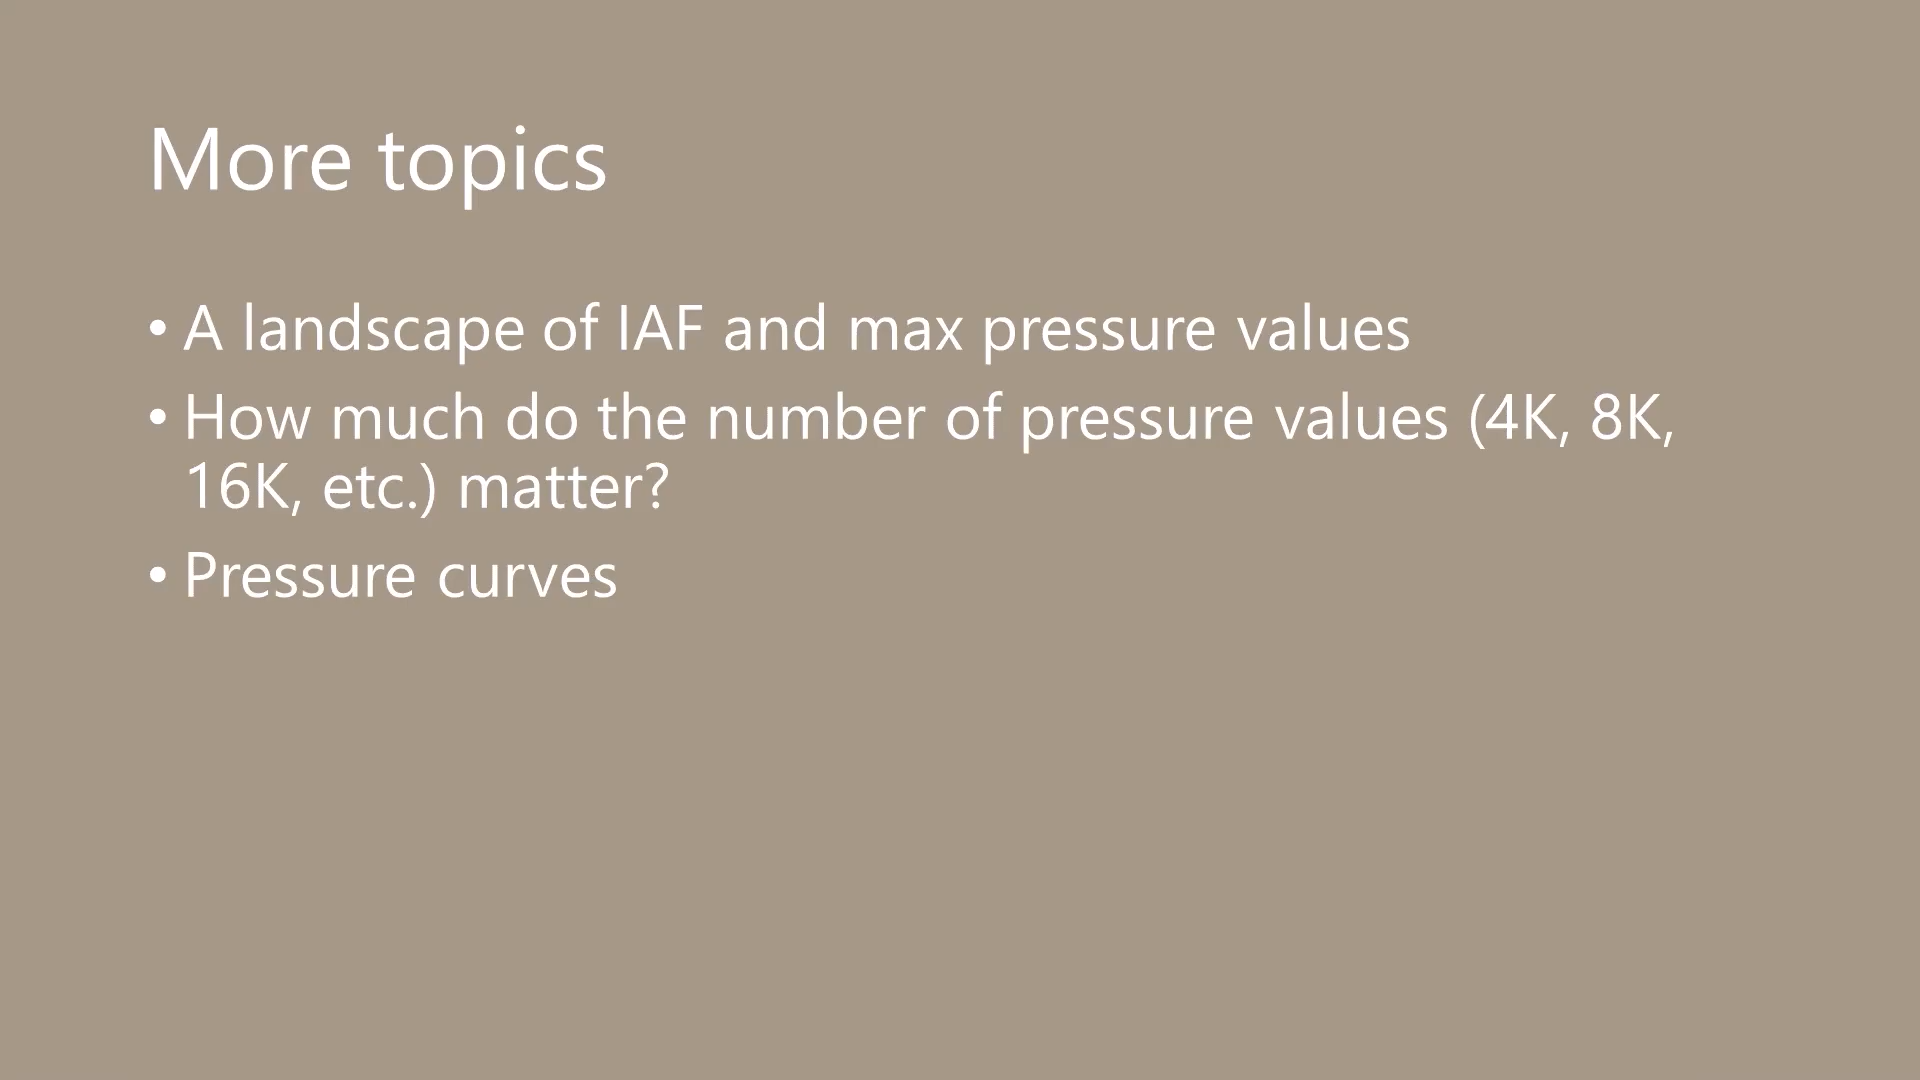 More topics
• A landscape of IAF and max pressure values
• How much do the number of pressure values (4K, 8K,
16K, etc.) matter?
• Pressure curves